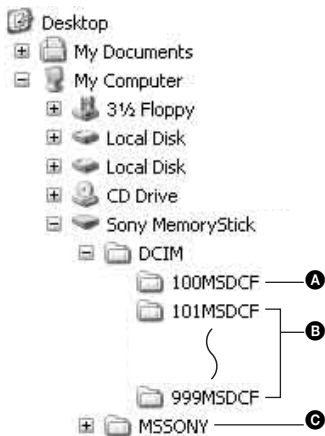 Desktop
My Documents
My Computer
3½ Floppy
Local Disk
Local Disk
CD Drive
Sony MemoryStick
DCIM
100MSDCF A
101MSDCF
B
999MSDCF
MSSONY C